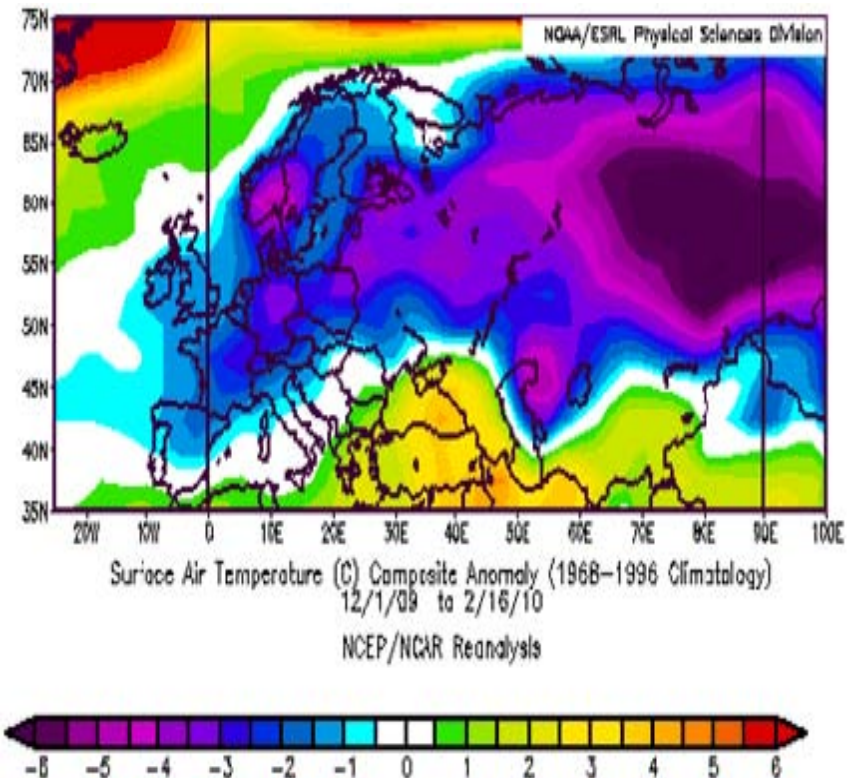 75N
NOAA/ESRL Physical Sciences Division
70N
65N
60N
55N
50N
45N
40N
35N
20W 10W 0 10E 20E 30E 40E 50E 60E 70E 80E 90E 100E
Surface Air Temperature (C) Composite Anomaly (1968-1996 Climatology)
12/1/09 to 2/16/10
NCEP/NCAR Reanalysis
-6 -5 -4 -3 -2 -1 0 1 2 3 4 5 6